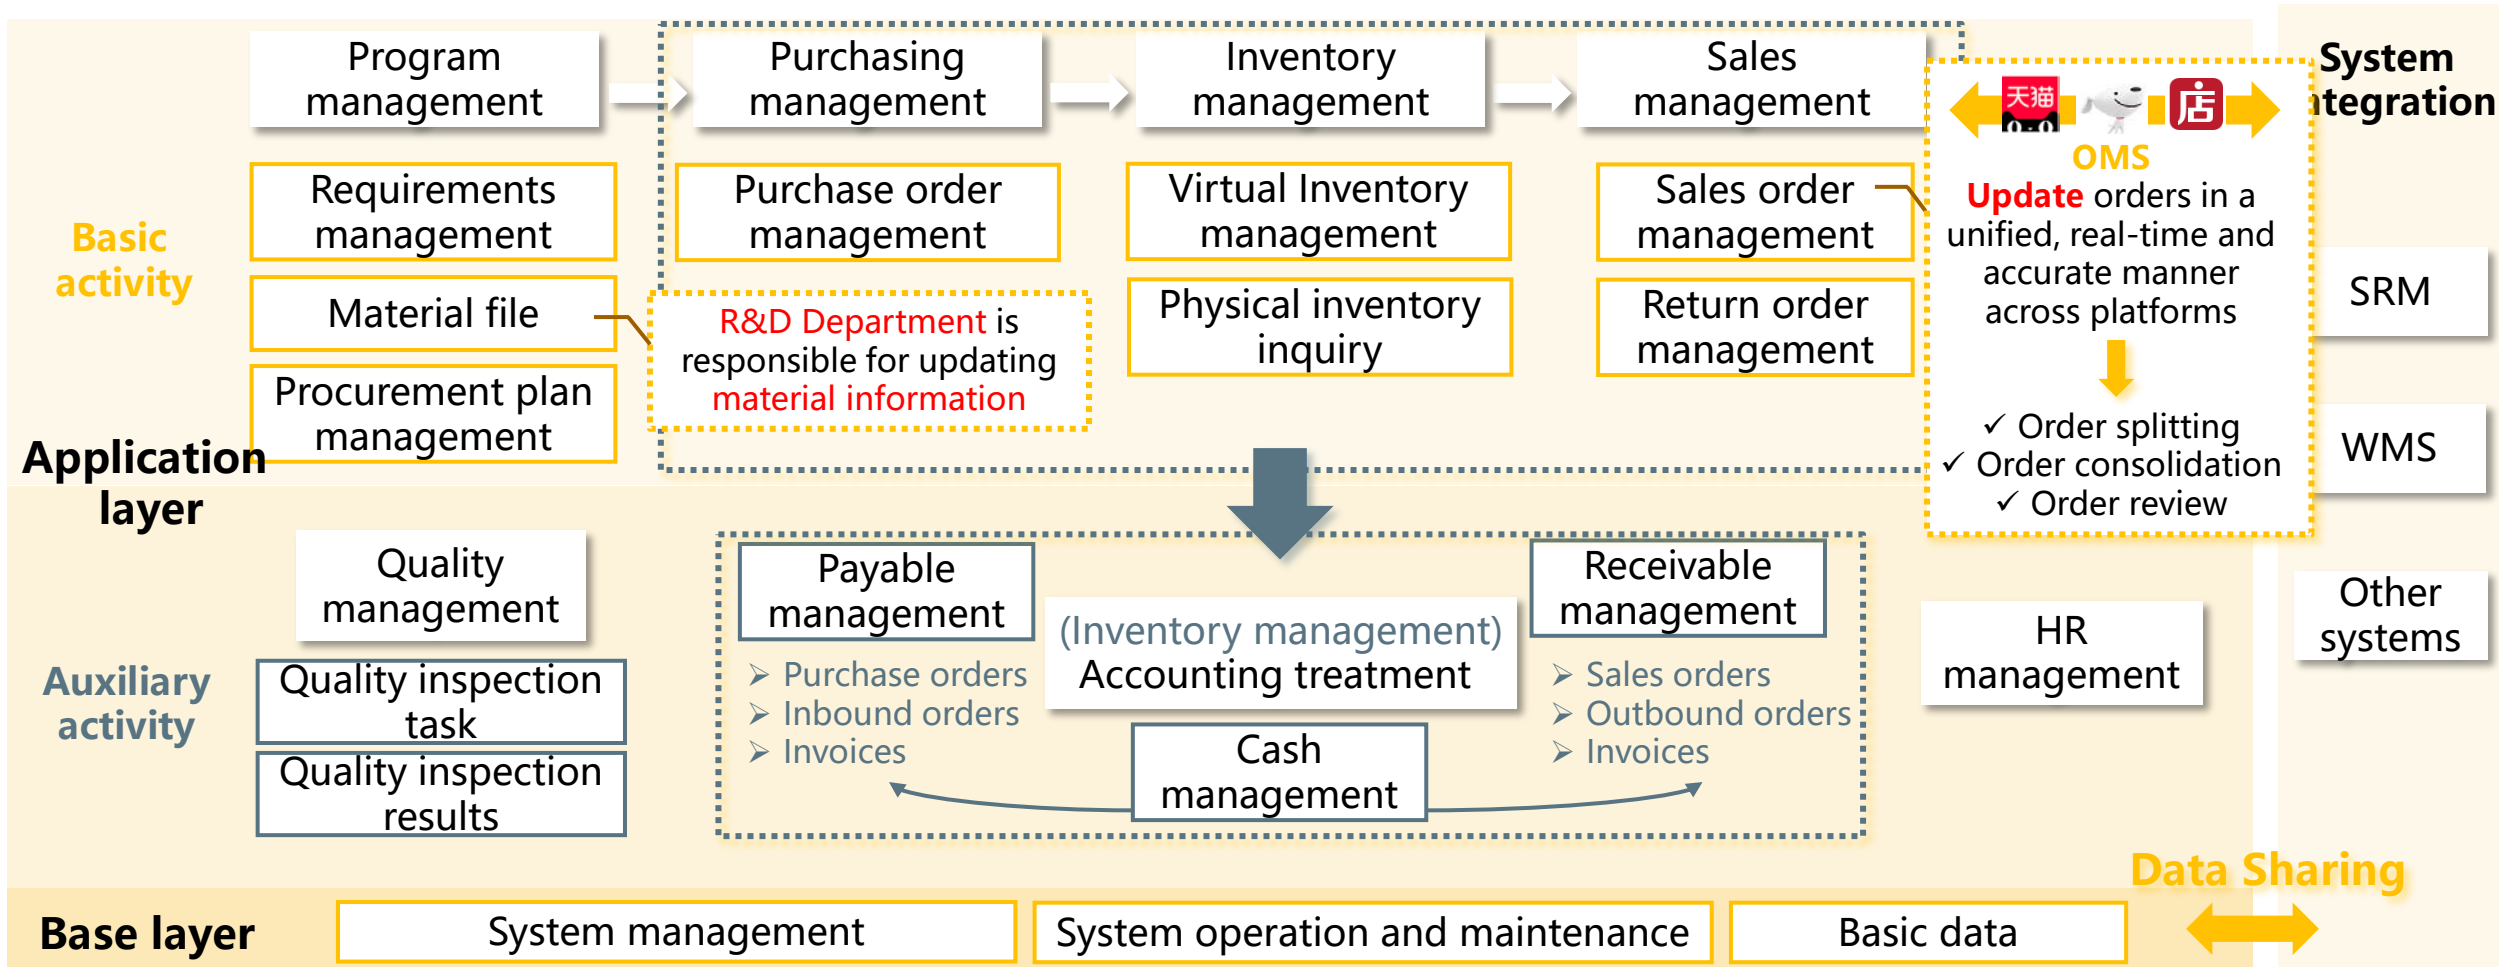 Program
management
Purchasing
management
Inventory
management
Sales
management
System
ntegration
天猫
店
OMS
Update orders in a
unified, real-time and
accurate manner
across platforms
✓ Order splitting
✓ Order consolidation
✓ Order review
Basic
activity
Requirements
management
Material file
Procurement plan
management
Purchase order
management
R&D Department is
responsible for updating
material information
Virtual Inventory
management
Physical inventory
inquiry
Sales order
management
Return order
management
SRM
WMS
Other
systems
Application
layer
Auxiliary
activity
Quality
management
Quality inspection
task
Quality inspection
results
Payable
management
➢ Purchase orders
➢ Inbound orders
➢ Invoices
(Inventory management)
Accounting treatment
Cash
management
Receivable
management
➢ Sales orders
➢ Outbound orders
➢ Invoices
HR
management
Data Sharing
Base layer
System management
System operation and maintenance
Basic data